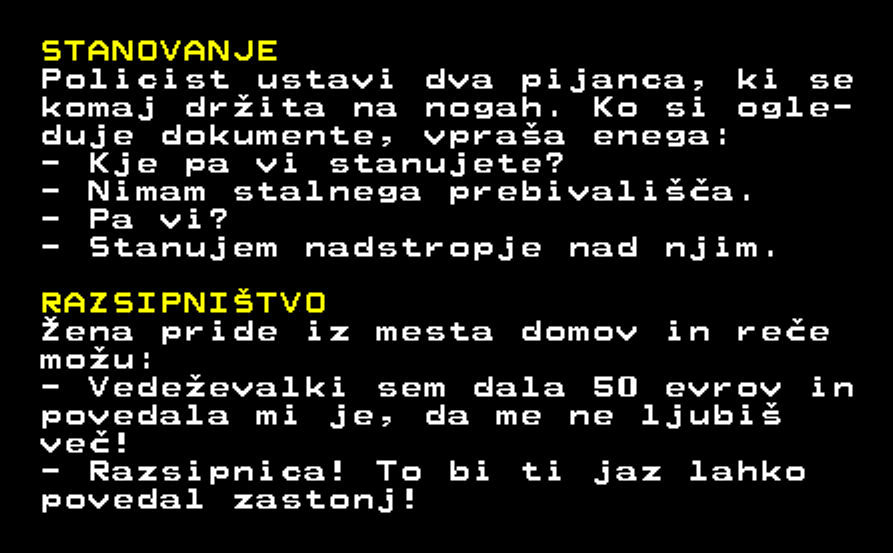 STANOVANJE
Policist ustavi dva pijanca, ki se
komaj držita na nogah. Ko si ogle-
duje dokumente, vpraša enega:
- Kje pa vi stanujete?
- Nimam stalnega prebivališča.
- Pa vi?
- Stanujem nadstropje nad njim.
RAZSIPNIŠTVO
Žena pride iz mesta domov in reče
možu:
- Vedeževalki sem dala 50 evrov in
povedala mi je, da me ne ljubiš
več!
- Razsipnica! To bi ti jaz lahko
povedal zastonj!